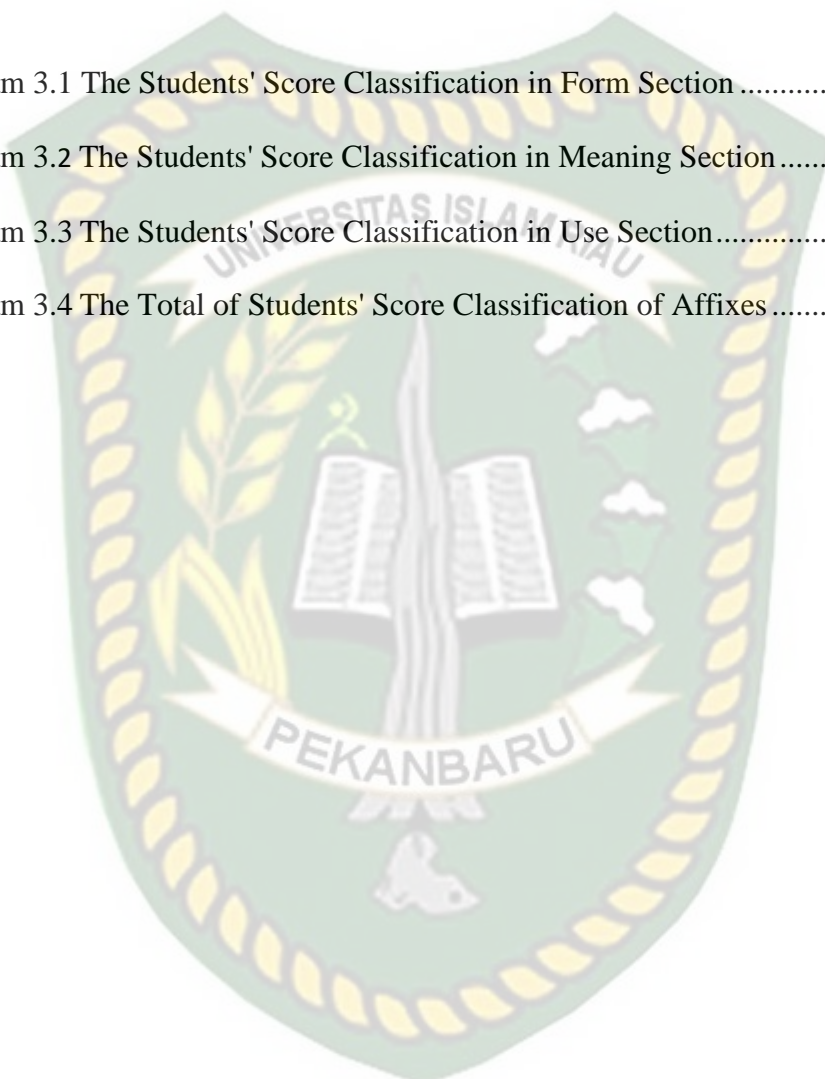 m 3.1 The Students' Score Classification in Form Section ...........
m 3.2 The Students' Score Classification in Meaning Section ......
UNIVERSITAS ISLAM RIAU
m 3.3 The Students' Score Classification in Use Section .............
m 3.4 The Total of Students' Score Classification of Affixes .......
PEKANBARU